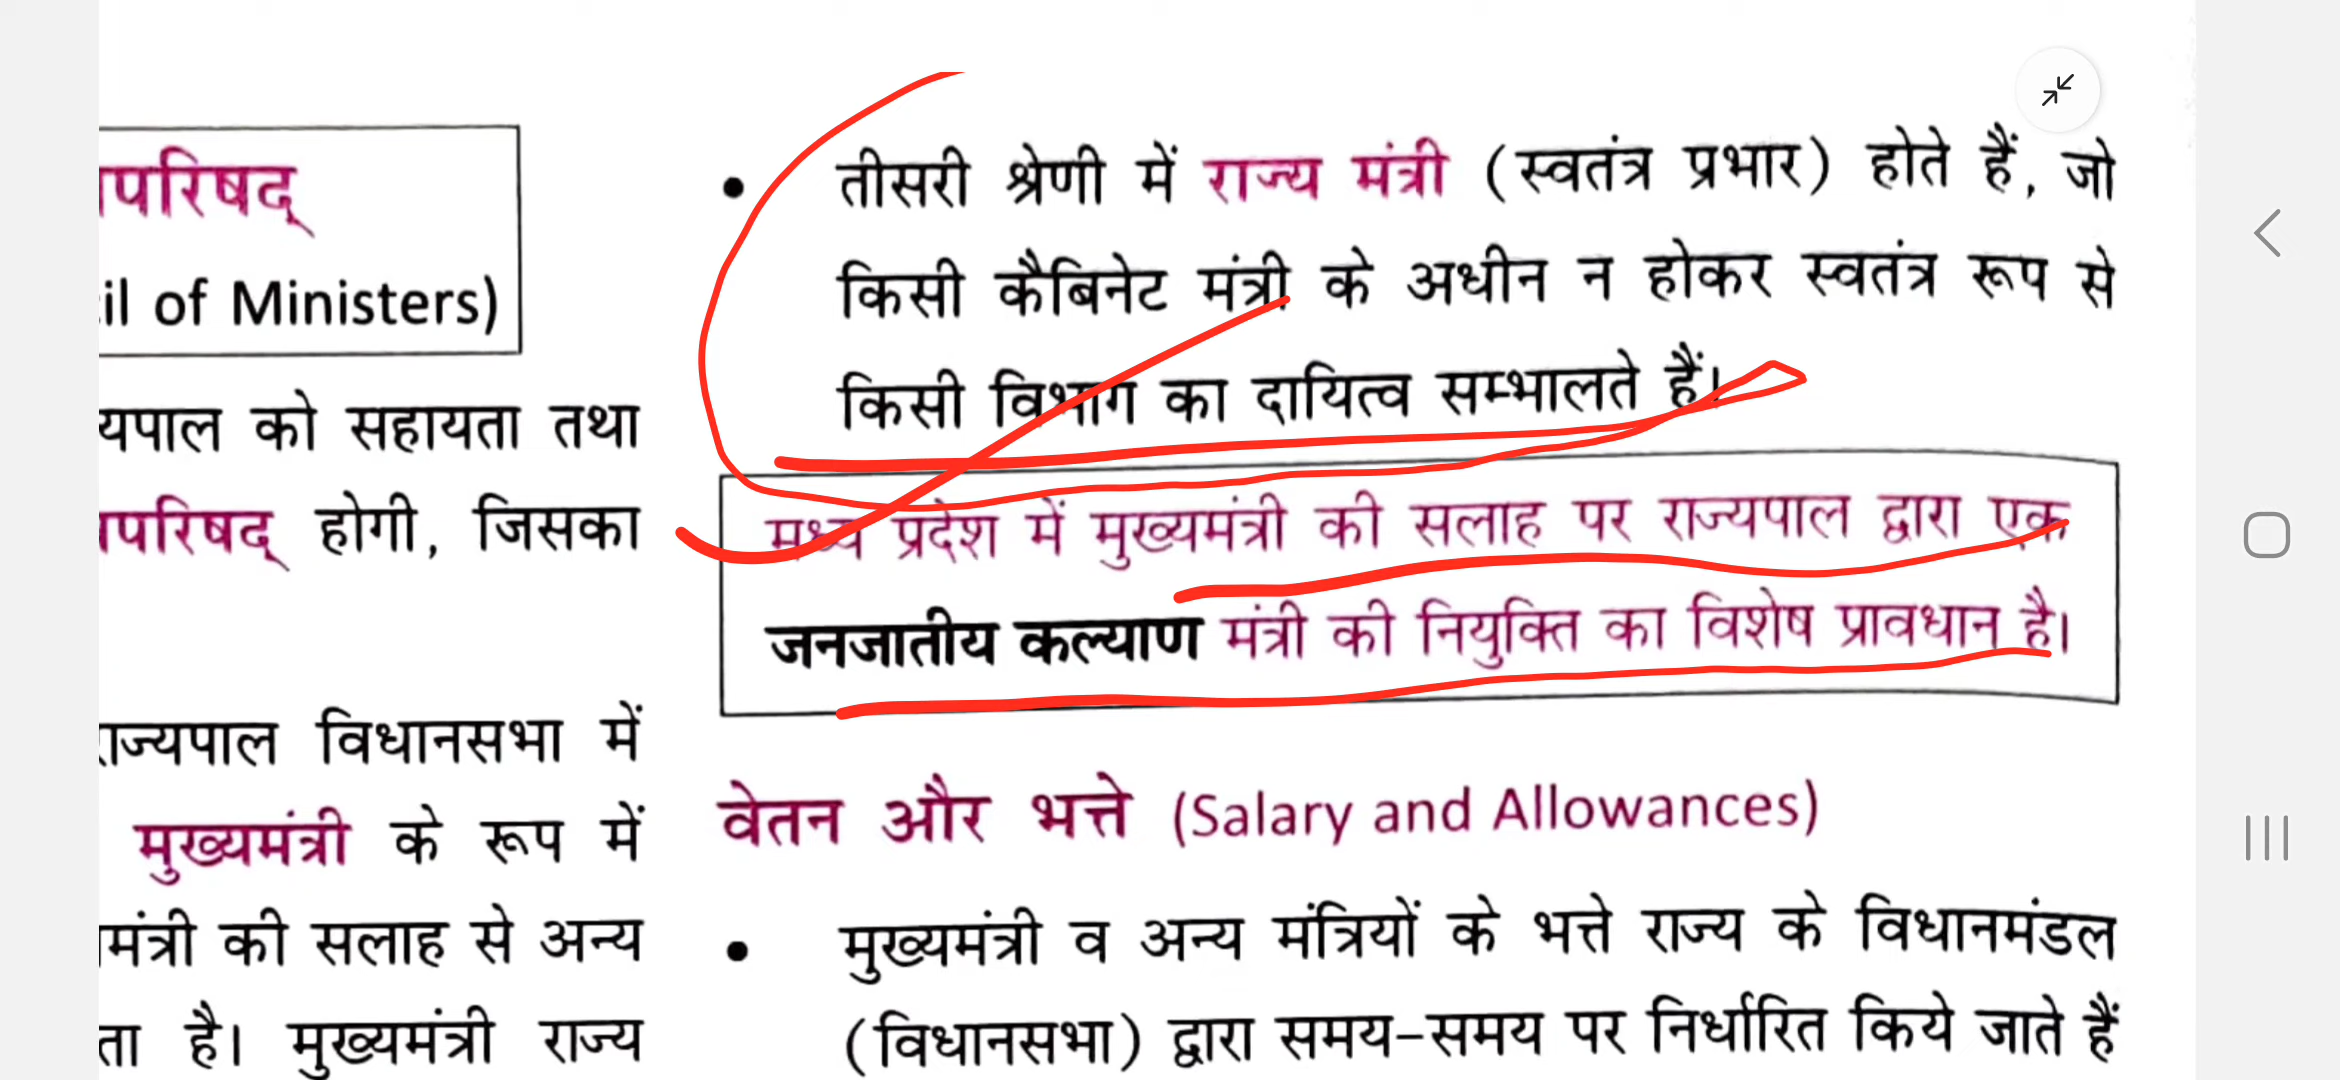 परिषद्
il of Ministers)
यपाल को सहायता तथा
परिषद् होगी, जिसका
राज्यपाल विधानसभा में
मुख्यमंत्री के रूप में
मंत्री की सलाह से अन्य
ता है। मुख्यमंत्री राज्य
• तीसरी श्रेणी में राज्य मंत्री (स्वतंत्र प्रभार) होते हैं, जो
किसी कैबिनेट मंत्री के अधीन न होकर स्वतंत्र रूप से
किसी विभाग का दायित्व सम्भालते हैं।
मध्य प्रदेश में मुख्यमंत्री की सलाह पर राज्यपाल द्वारा एक
जनजातीय कल्याण मंत्री की नियुक्ति का विशेष प्रावधान है।
वेतन और भत्ते (Salary and Allowances)
• मुख्यमंत्री व अन्य मंत्रियों के भत्ते राज्य के विधानमंडल
(विधानसभा) द्वारा समय-समय पर निर्धारित किये जाते हैं